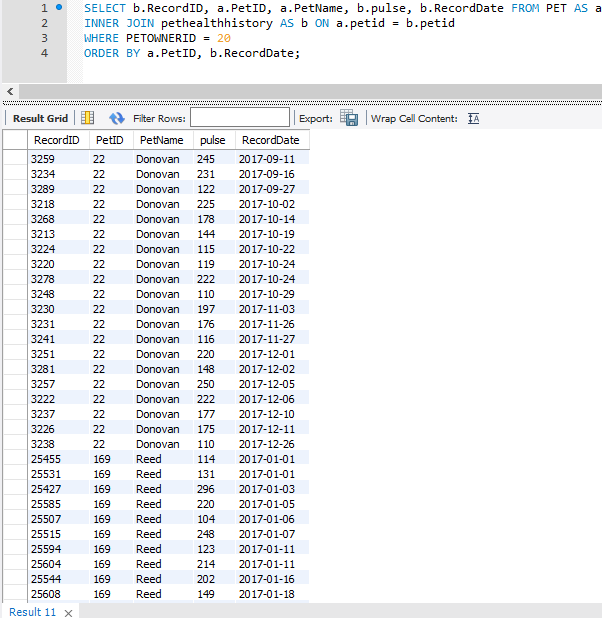 1 SELECT b.RecordID, a.PetID, a.PetName, b.pulse, b.RecordDate FROM PET AS a
2 INNER JOIN pethealthhistory AS b ON a.petid = b.petid
3 WHERE PETOWNERID = 20
4 ORDER BY a.PetID, b.RecordDate;
Result Grid Filter Rows: Export: Wrap Cell Content:
RecordID PetID PetName pulse RecordDate
3259 22 Donovan 245 2017-09-11
3234 22 Donovan 231 2017-09-16
3289 22 Donovan 122 2017-09-27
3218 22 Donovan 225 2017-10-02
3268 22 Donovan 178 2017-10-14
3213 22 Donovan 144 2017-10-19
3224 22 Donovan 115 2017-10-22
3220 22 Donovan 119 2017-10-24
3278 22 Donovan 222 2017-10-24
3248 22 Donovan 110 2017-10-29
3230 22 Donovan 197 2017-11-03
3231 22 Donovan 176 2017-11-26
3241 22 Donovan 116 2017-11-27
3251 22 Donovan 220 2017-12-01
3281 22 Donovan 148 2017-12-02
3257 22 Donovan 250 2017-12-05
3222 22 Donovan 222 2017-12-06
3237 22 Donovan 177 2017-12-10
3226 22 Donovan 175 2017-12-11
3238 22 Donovan 110 2017-12-26
25455 169 Reed 114 2017-01-01
25531 169 Reed 131 2017-01-01
25427 169 Reed 296 2017-01-03
25585 169 Reed 220 2017-01-05
25507 169 Reed 104 2017-01-06
25515 169 Reed 248 2017-01-07
25594 169 Reed 123 2017-01-11
25604 169 Reed 214 2017-01-11
25544 169 Reed 202 2017-01-16
25608 169 Reed 149 2017-01-18
Result 11